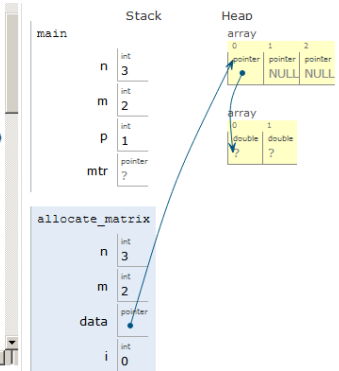 Stack Heap
main
array
0 1 2
pointer pointer pointer
NULL NULL
int
n 3
int
m 2
array
0 1
double double
? ?
int
p 1
pointer
mtr ?
allocate_matrix
int
n 3
int
m 2
pointer
data
int
i 0